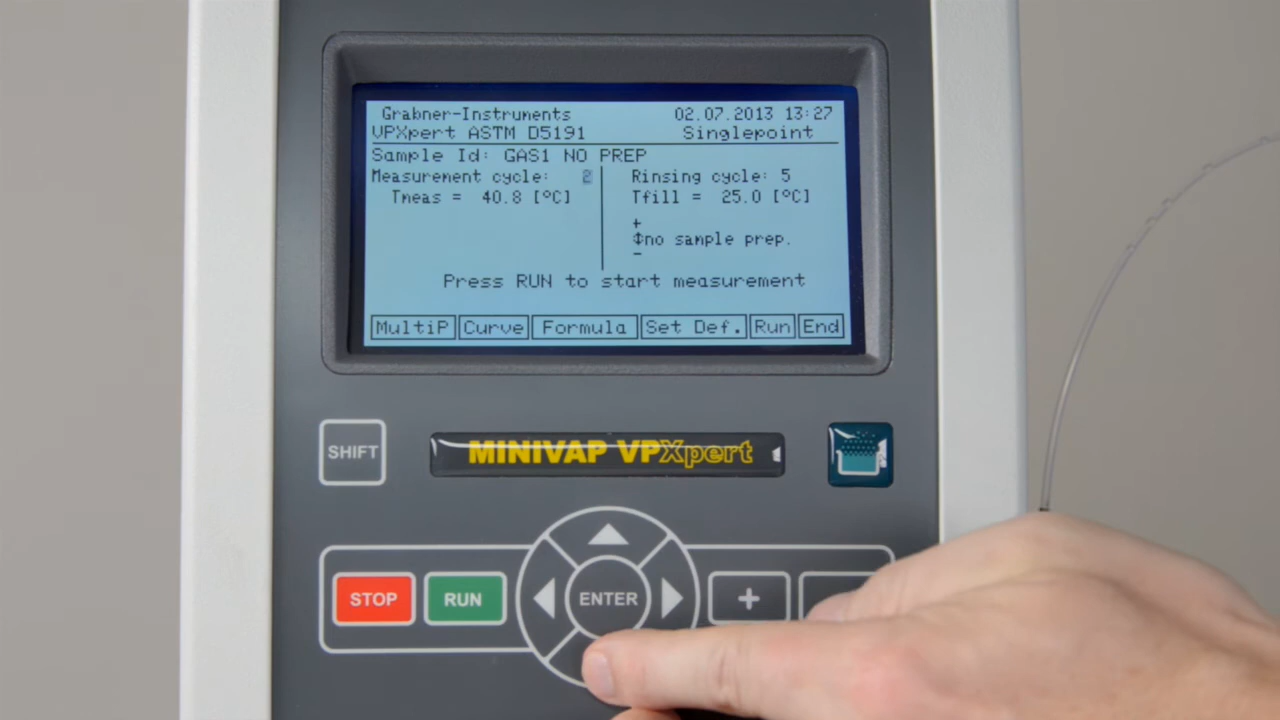 Grabner-Instruments 02.07.2013 13:27
VPXpert ASTM D5191 Singlepoint
Sample Id: GAS1 NO PREP
Measurement cycle: 2 Rinsing cycle: 5
Tmeas = 40.8 [°C] Tfill = 25.0 [°C]
+
no sample prep.
-
Press RUN to start measurement
MultiP Curve Formula Set Def. Run End
SHIFT
MINIVAP VPXpert
STOP RUN ENTER +